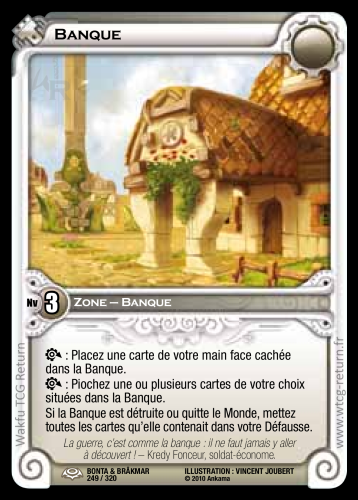 BANQUE
Nv 3 ZONE – BANQUE
: Placez une carte de votre main face cachée
dans la Banque.
: Piochez une ou plusieurs cartes de votre choix
situées dans la Banque.
Si la Banque est détruite ou quitte le Monde, mettez
toutes les cartes qu'elle contenait dans votre Défausse.
La guerre, c'est comme la banque : il ne faut jamais y aller
à découvert ! – Kredy Fonceur, soldat-économe.
BONTA & BRÂKMAR
249 / 320
ILLUSTRATION : VINCENT JOUBERT
© 2010 Ankama
Wakfu TCG Return
www.wtcg-return.fr